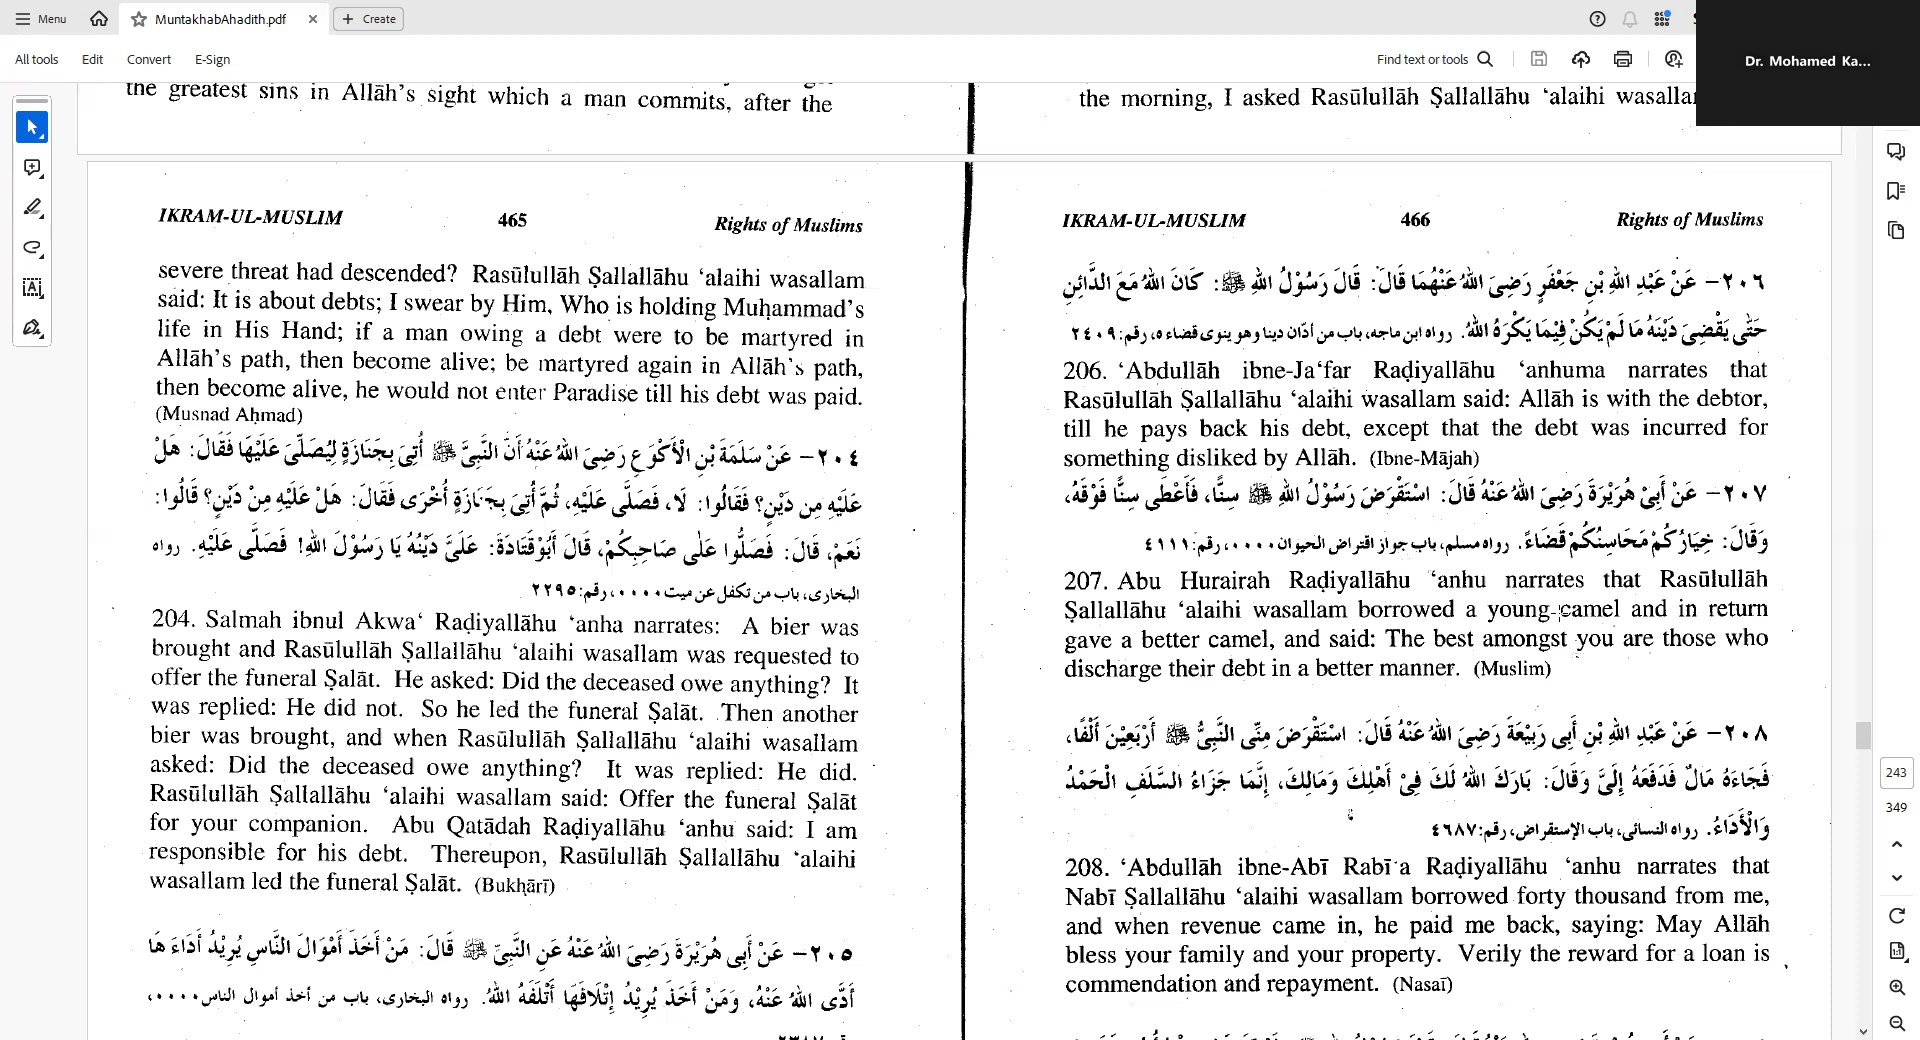 Menu
MuntakhabAhadith.pdf
Create
All tools Edit Convert E-Sign
Find text or tools
Dr. Mohamed Ka...
the greatest sins in Allāh's sight which a man commits, after the
IKRAM-UL-MUSLIM 465 Rights of Muslims
severe threat had descended? Rasūlullāh Ṣallallāhu ‘alaihi wasallam
said: It is about debts; I swear by Him, Who is holding Muḥammad's
life in His Hand; if a man owing a debt were to be martyred in
Allāh's path, then become alive; be martyred again in Allāh's path,
then become alive, he would not enter Paradise till his debt was paid.
(Musnad Aḥmad)
٢٠٤- عَنْ سَلَمَةَ بْنِ الْأَكْوَعِ رَضِىَ اللهُ عَنْهُ أَنَّ النَّبِىَّ ﷺ أُتِىَ بِجَنَازَةٍ لِيُصَلِّىَ عَلَيْهَا فَقَالَ: هَلْ
عَلَيْهِ مِن دَيْنٍ؟ فَقَالُوا: لَا، فَصَلَّى عَلَيْهِ، ثُمَّ أُتِىَ بِجَنَازَةٍ أُخْرَى فَقَالَ: هَلْ عَلَيْهِ مِنْ دَيْنٍ؟ قَالُوا:
نَعَمْ، قَالَ: فَصَلُّوا عَلٰى صَاحِبِكُمْ، قَالَ أَبُوْقَتَادَةَ: عَلَىَّ دَيْنُهُ يَا رَسُوْلَ اللهِ! فَصَلَّى عَلَيْهِ. رواه
البخارى، باب من تكفل عن ميت٠٠٠٠، رقم:٢٢٩٥
204. Salmah ibnul Akwa‘ Raḍiyallāhu ‘anha narrates: A bier was
brought and Rasūlullāh Ṣallallāhu ‘alaihi wasallam was requested to
offer the funeral Ṣalāt. He asked: Did the deceased owe anything? It
was replied: He did not. So he led the funeral Ṣalāt. Then another
bier was brought, and when Rasūlullāh Ṣallallāhu ‘alaihi wasallam
asked: Did the deceased owe anything? It was replied: He did.
Rasūlullāh Ṣallallāhu ‘alaihi wasallam said: Offer the funeral Ṣalāt
for your companion. Abu Qatādah Raḍiyallāhu ‘anhu said: I am
responsible for his debt. Thereupon, Rasūlullāh Ṣallallāhu ‘alaihi
wasallam led the funeral Ṣalāt. (Bukhārī)
٢٠٥- عَنْ أَبِى هُرَيْرَةَ رَضِىَ اللهُ عَنْهُ عَنِ النَّبِىِّ ﷺ قَالَ: مَنْ أَخَذَ أَمْوَالَ النَّاسِ يُرِيْدُ أَدَاءَ هَا
أَدَّى اللهُ عَنْهُ، وَمَنْ أَخَذَ يُرِيْدُ إِتْلَافَهَا أَتْلَفَهُ اللهُ. رواه البخارى، باب من أخذ أموال الناس٠٠٠٠،
the morning, I asked Rasūlullāh Ṣallallāhu ‘alaihi
IKRAM-UL-MUSLIM 466 Rights of Muslims
٢٠٦- عَنْ عَبْدِ اللهِ بْنِ جَعْفَرٍ رَضِىَ اللهُ عَنْهُمَا قَالَ: قَالَ رَسُوْلُ اللهِ ﷺ: كَانَ اللهُ مَعَ الدَّائِنِ
حَتّٰى يَقْضِىَ دَيْنَهُ مَا لَمْ يَكُنْ فِيْمَا يَكْرَهُ اللهُ. رواه ابن ماجه، باب من أدّان دينا وهو ينوى قضاء ه، رقم:٢٤٠٩
206. ‘Abdullāh ibne-Ja‘far Raḍiyallāhu ‘anhuma narrates that
Rasūlullāh Ṣallallāhu ‘alaihi wasallam said: Allāh is with the debtor,
till he pays back his debt, except that the debt was incurred for
something disliked by Allāh. (Ibne-Mājah)
٢٠٧- عَنْ أَبِىْ هُرَيْرَةَ رَضِىَ اللهُ عَنْهُ قَالَ: اسْتَقْرَضَ رَسُوْلُ اللهِ ﷺ سِنًّا، فَأَعْطٰى سِنًّا فَوْقَهُ،
وَقَالَ: خِيَارُكُمْ مَحَاسِنُكُمْ قَضَاءً. رواه مسلم، باب جواز اقتراض الحيوان٠٠٠٠، رقم:٤١١١
207. Abu Hurairah Raḍiyallāhu ‘anhu narrates that Rasūlullāh
Ṣallallāhu ‘alaihi wasallam borrowed a young-camel and in return
gave a better camel, and said: The best amongst you are those who
discharge their debt in a better manner. (Muslim)
٢٠٨- عَنْ عَبْدِ اللهِ بْنِ أَبِى رَبِيْعَةَ رَضِىَ اللهُ عَنْهُ قَالَ: اسْتَقْرَضَ مِنِّى النَّبِىُّ ﷺ أَرْبَعِيْنَ أَلْفًا،
فَجَاءَهُ مَالٌ فَدَفَعَهُ إِلَىَّ وَقَالَ: بَارَكَ اللهُ لَكَ فِىْ أَهْلِكَ وَمَالِكَ، إِنَّمَا جَزَاءُ السَّلَفِ الْحَمْدُ
وَالْأَدَاءُ. رواه النسائى، باب الإستقراض، رقم:٤٦٨٧
208. ‘Abdullāh ibne-Abī Rabī‘a Raḍiyallāhu ‘anhu narrates that
Nabī Ṣallallāhu ‘alaihi wasallam borrowed forty thousand from me,
and when revenue came in, he paid me back, saying: May Allāh
bless your family and your property. Verily the reward for a loan is
commendation and repayment. (Nasaī)
243
349